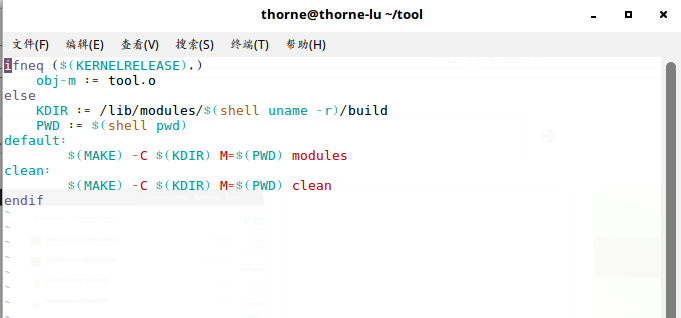 thorne@thorne-lu ~/tool
文件(F) 编辑(E) 查看(V) 搜索(S) 终端(T) 帮助(H)
ifneq ($(KERNELRELEASE).)
    obj-m := tool.o
else
    KDIR := /lib/modules/$(shell uname -r)/build
    PWD := $(shell pwd)
default:
        $(MAKE) -C $(KDIR) M=$(PWD) modules
clean:
        $(MAKE) -C $(KDIR) M=$(PWD) clean
endif
~
~
~
~
~
~
~